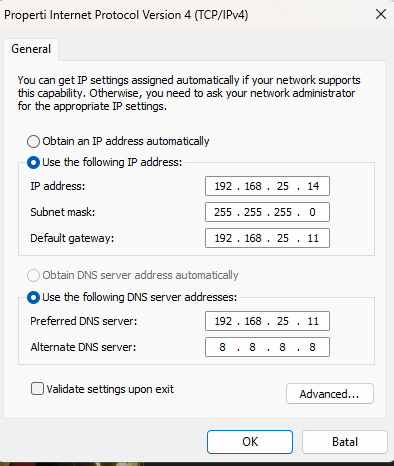 Properti Internet Protocol Version 4 (TCP/IPv4)
General
You can get IP settings assigned automatically if your network supports
this capability. Otherwise, you need to ask your network administrator
for the appropriate IP settings.
Obtain an IP address automatically
Use the following IP address:
IP address: 192 . 168 . 25 . 14
Subnet mask: 255 . 255 . 255 . 0
Default gateway: 192 . 168 . 25 . 11
Obtain DNS server address automatically
Use the following DNS server addresses:
Preferred DNS server: 192 . 168 . 25 . 11
Alternate DNS server: 8 . 8 . 8 . 8
Validate settings upon exit
Advanced...
OK Batal